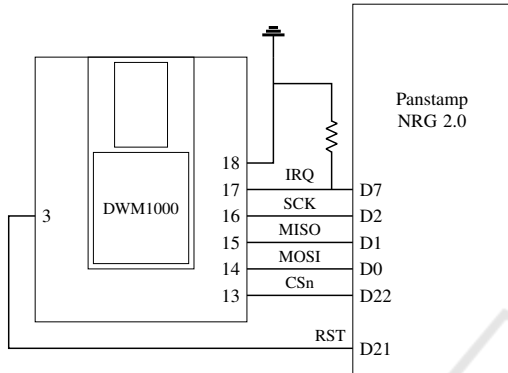 Panstamp
NRG 2.0
18
IRQ
17
D7
SCK
3
DWM1000
16
D2
MISO
15
D1
MOSI
14
D0
CSn
13
D22
RST
D21